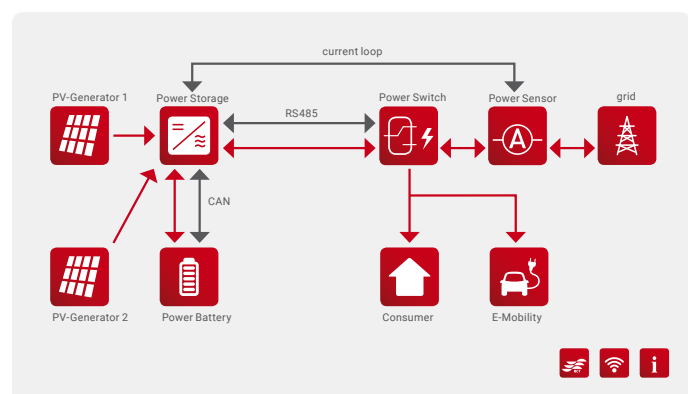 current loop
PV-Generator 1
Power Storage
Power Switch
Power Sensor
grid
RS485
A
CAN
PV-Generator 2
Power Battery
Consumer
E-Mobility
RCT
i